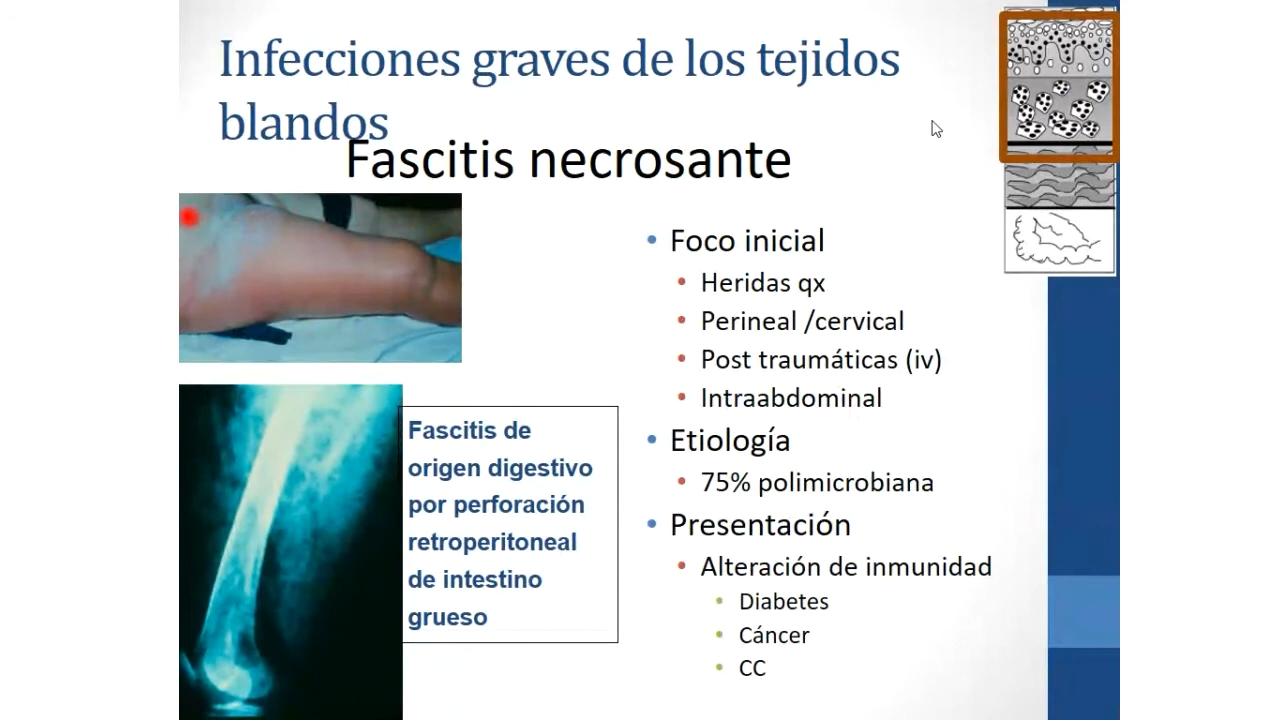 Infecciones graves de los tejidos
blandos
Fascitis necrosante
Fascitis de
origen digestivo
por perforación
retroperitoneal
de intestino
grueso
Foco inicial
Heridas qx
Perineal /cervical
Post traumáticas (iv)
Intraabdominal
Etiología
75% polimicrobiana
Presentación
Alteración de inmunidad
Diabetes
Cáncer
CC